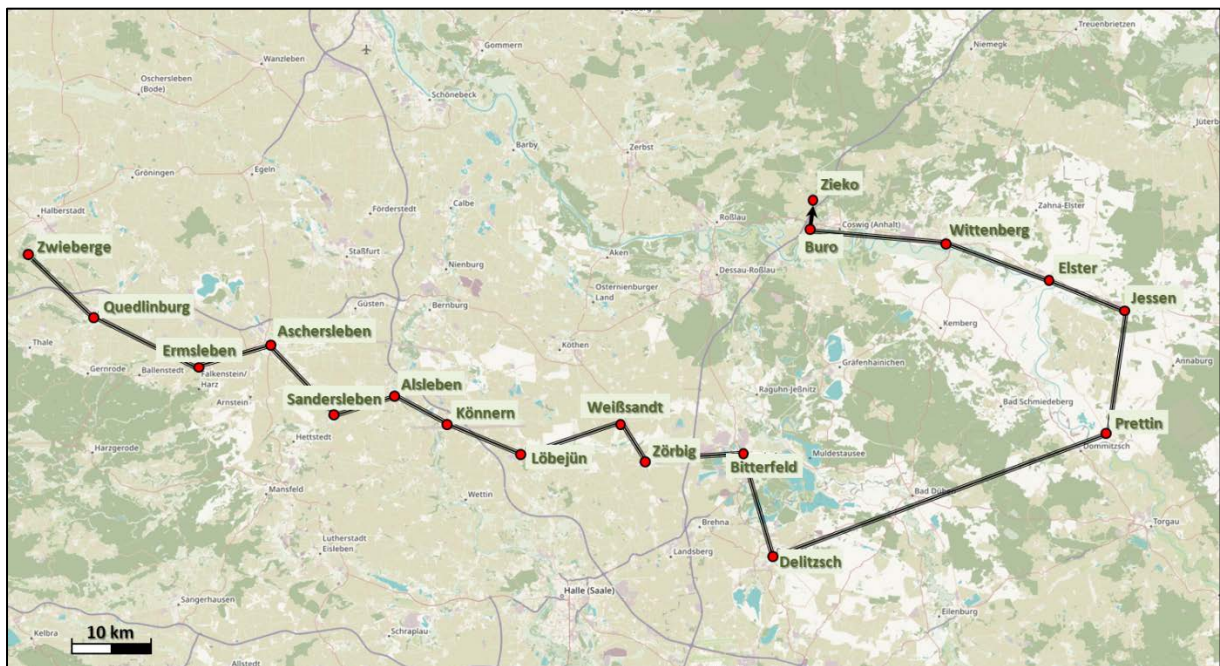 Treuenbrietzen
Gommern
Niemegk
Wanzleben
Oschersleben
(Bode)
Schönebeck
Jüterbog
Barby
Zerbst
Egeln
Gröningen
Zieko
Zahna-Elster
Calbe
Förderstedt
Halberstadt
Roßlau
Coswig (Anhalt)
Wittenberg
Buro
Zwieberge
Staßfurt
Aken
Nienburg
Dessau-Roßlau
Elster
Osternienburger
Land
Jessen
Quedlinburg
Güsten
Bernburg
Kemberg
Aschersleben
Thale
Ermsleben
Köthen
Gräfenhainichen
Annaburg
Gernrode
Ballenstedt
Falkenstein/
Harz
Alsleben
Raguhn-Jeßnitz
Arnstein
Sandersleben
Weißsandt
Bad Schmiedeberg
Könnern
Prettin
Hettstedt
Dommitzsch
Harzgerode
Löbejün
Zörbig
Bitterfeld
Muldestausee
Mansfeld
Wettin
Bad Düben
Brehna
Torgau
Lutherstadt
Eisleben
Landsberg
Delitzsch
Halle (Saale)
Sangerhausen
Eilenburg
10 km
Kelbra
Schraplau
Allstedt